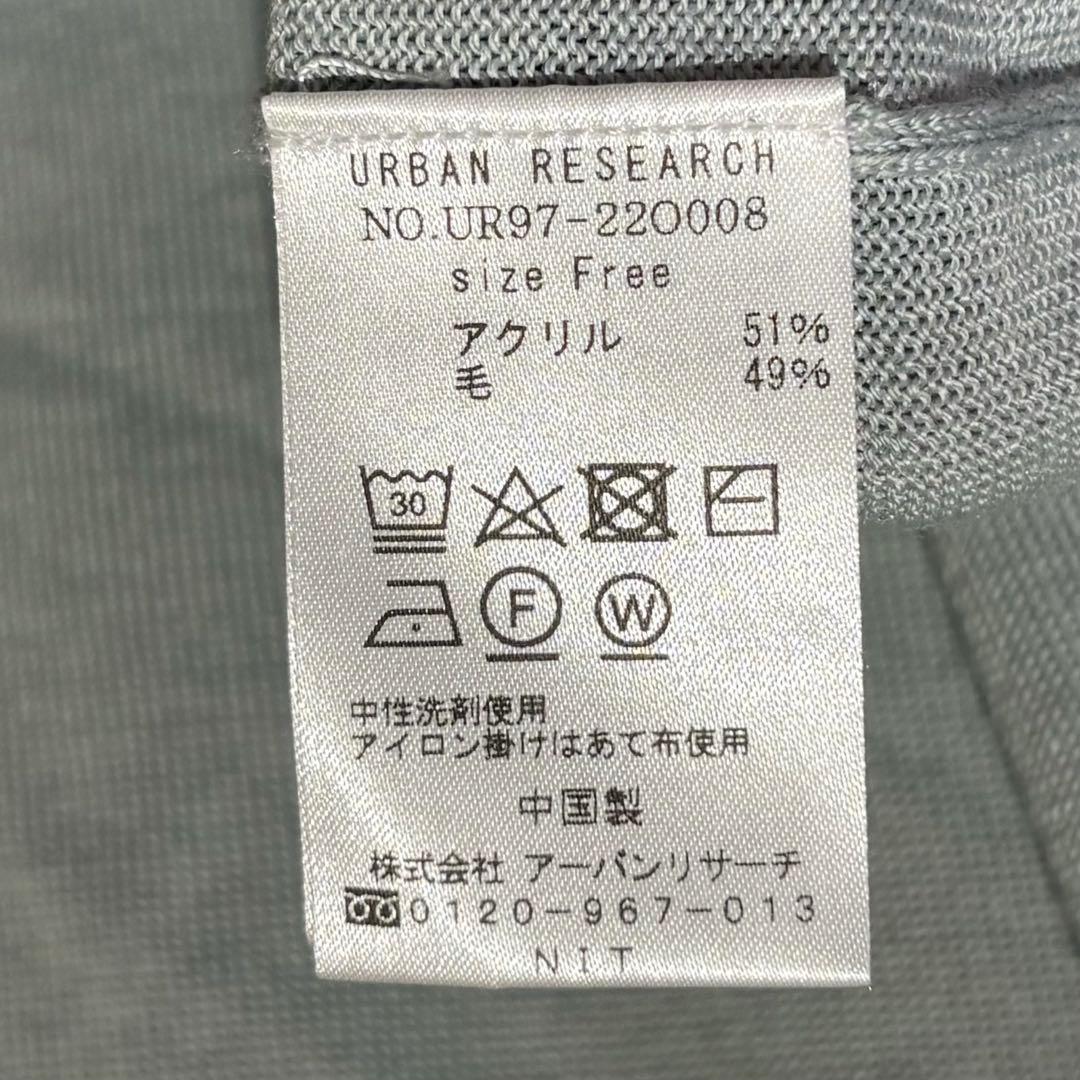 URBAN RESEARCH
NO.UR97-22O008
size Free
アクリル 51%
毛 49%
30
F W
中性洗剤使用
アイロン掛けはあて布使用
中国製
株式会社 アーバンリサーチ
0120-967-013
NIT